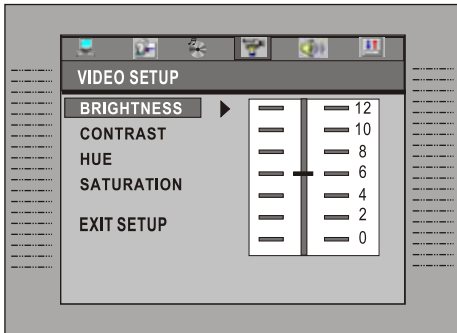 VIDEO SETUP
BRIGHTNESS
CONTRAST
HUE
SATURATION
EXIT SETUP
12
10
8
6
4
2
0